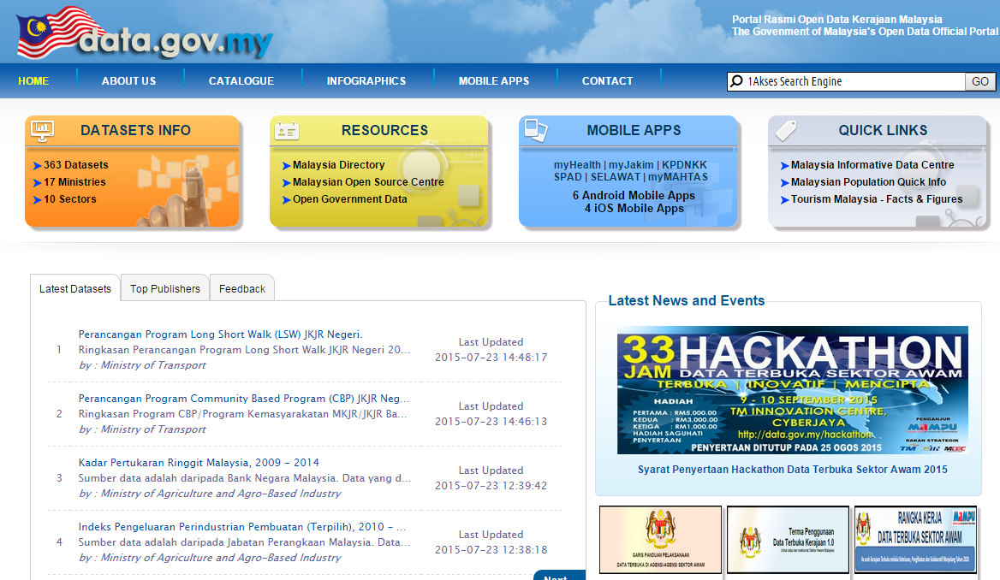 data.gov.my
Portal Rasmi Open Data Kerajaan Malaysia
The Govenment of Malaysia's Open Data Official Portal
HOME
ABOUT US
CATALOGUE
INFOGRAPHICS
MOBILE APPS
CONTACT
1Akses Search Engine
GO
DATASETS INFO
363 Datasets
17 Ministries
10 Sectors
RESOURCES
Malaysia Directory
Malaysian Open Source Centre
Open Government Data
MOBILE APPS
myHealth | myJakim | KPDNKK
SPAD | SELAWAT | myMAHTAS
6 Android Mobile Apps
4 iOS Mobile Apps
QUICK LINKS
Malaysia Informative Data Centre
Malaysian Population Quick Info
Tourism Malaysia - Facts & Figures
Latest Datasets
Top Publishers
Feedback
1
Perancangan Program Long Short Walk (LSW) JKJR Negeri.
Ringkasan Perancangan Program Long Short Walk JKJR Negeri 20...
by : Ministry of Transport
Last Updated
2015-07-23 14:48:17
2
Perancangan Program Community Based Program (CBP) JKJR Neg...
Ringkasan Program CBP/Program Kemasyarakatan MKJR/JKJR Ba...
by : Ministry of Transport
Last Updated
2015-07-23 14:46:13
3
Kadar Pertukaran Ringgit Malaysia, 2009 - 2014
Sumber data adalah daripada Bank Negara Malaysia. Data yang d...
by : Ministry of Agriculture and Agro-Based Industry
Last Updated
2015-07-23 12:39:42
4
Indeks Pengeluaran Perindustrian Pembuatan (Terpilih), 2010 - ...
Sumber data adalah daripada Jabatan Perangkaan Malaysia. Data...
by : Ministry of Agriculture and Agro-Based Industry
Last Updated
2015-07-23 12:38:18
Next
Latest News and Events
33 HACKATHON
JAM DATA TERBUKA SEKTOR AWAM
TERBUKA | INOVATIF | MENCIPTA
HADIAH
PERTAMA : RM5,000.00
KEDUA : RM3,000.00
KETIGA : RM1,000.00
HADIAH SAGUHATI
PENYERTAAN
9 - 10 SEPTEMBER 2015
TM INNOVATION CENTRE,
CYBERJAYA
http://data.gov.my/hackathon
PENGANJUR
MAMPU
RAKAN STRATEGIK
TM
MDEC
PENYERTAAN DITUTUP PADA 25 OGOS 2015
Syarat Penyertaan Hackathon Data Terbuka Sektor Awam 2015
GARIS PANDUAN PELAKSANAAN
DATA TERBUKA DI AGENSI-AGENSI SEKTOR AWAM
Terma Penggunaan
Data Terbuka Kerajaan 1.0
Untuk data dan maklumat Sektor Awam Malaysia
RANGKA KERJA
MAMPU
DATA TERBUKA SEKTOR AWAM